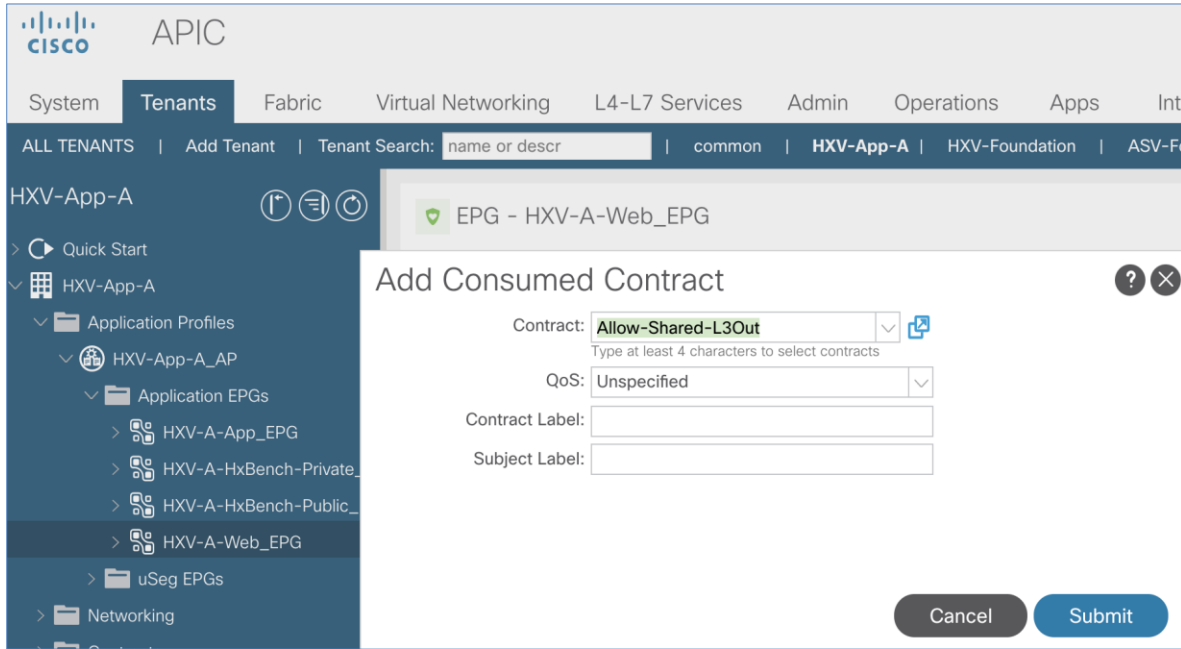 CISCO APIC
System Tenants Fabric Virtual Networking L4-L7 Services Admin Operations Apps Int
ALL TENANTS | Add Tenant | Tenant Search: name or descr | common | HXV-App-A | HXV-Foundation | ASV-F
HXV-App-A
EPG - HXV-A-Web_EPG
Quick Start
HXV-App-A
Application Profiles
HXV-App-A_AP
Application EPGs
HXV-A-App_EPG
HXV-A-HxBench-Private_
HXV-A-HxBench-Public_
HXV-A-Web_EPG
uSeg EPGs
Networking
Add Consumed Contract
Contract: Allow-Shared-L3Out
Type at least 4 characters to select contracts
QoS: Unspecified
Contract Label:
Subject Label:
Cancel Submit